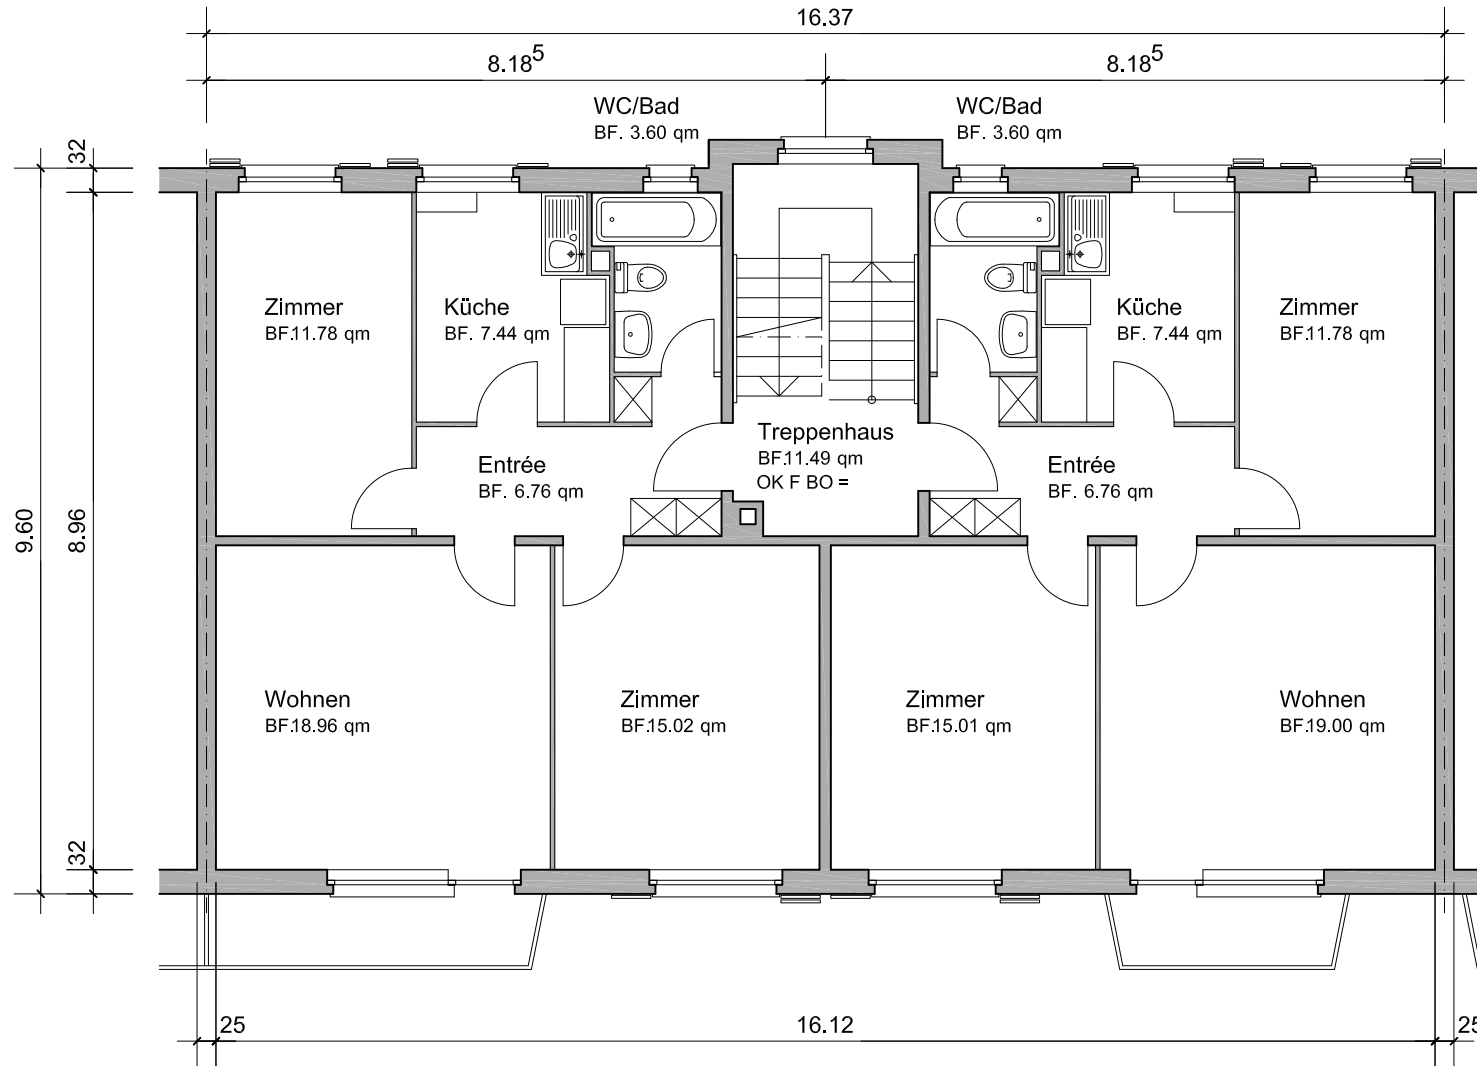 16.37
8.18⁵
8.18⁵
WC/Bad
BF. 3.60 qm
WC/Bad
BF. 3.60 qm
32
Zimmer
BF.11.78 qm
Küche
BF. 7.44 qm
Küche
BF. 7.44 qm
Zimmer
BF.11.78 qm
Treppenhaus
BF.11.49 qm
OK F BO =
Entrée
BF. 6.76 qm
Entrée
BF. 6.76 qm
9.60
8.96
Wohnen
BF.18.96 qm
Zimmer
BF.15.02 qm
Zimmer
BF.15.01 qm
Wohnen
BF.19.00 qm
32
25
16.12
25